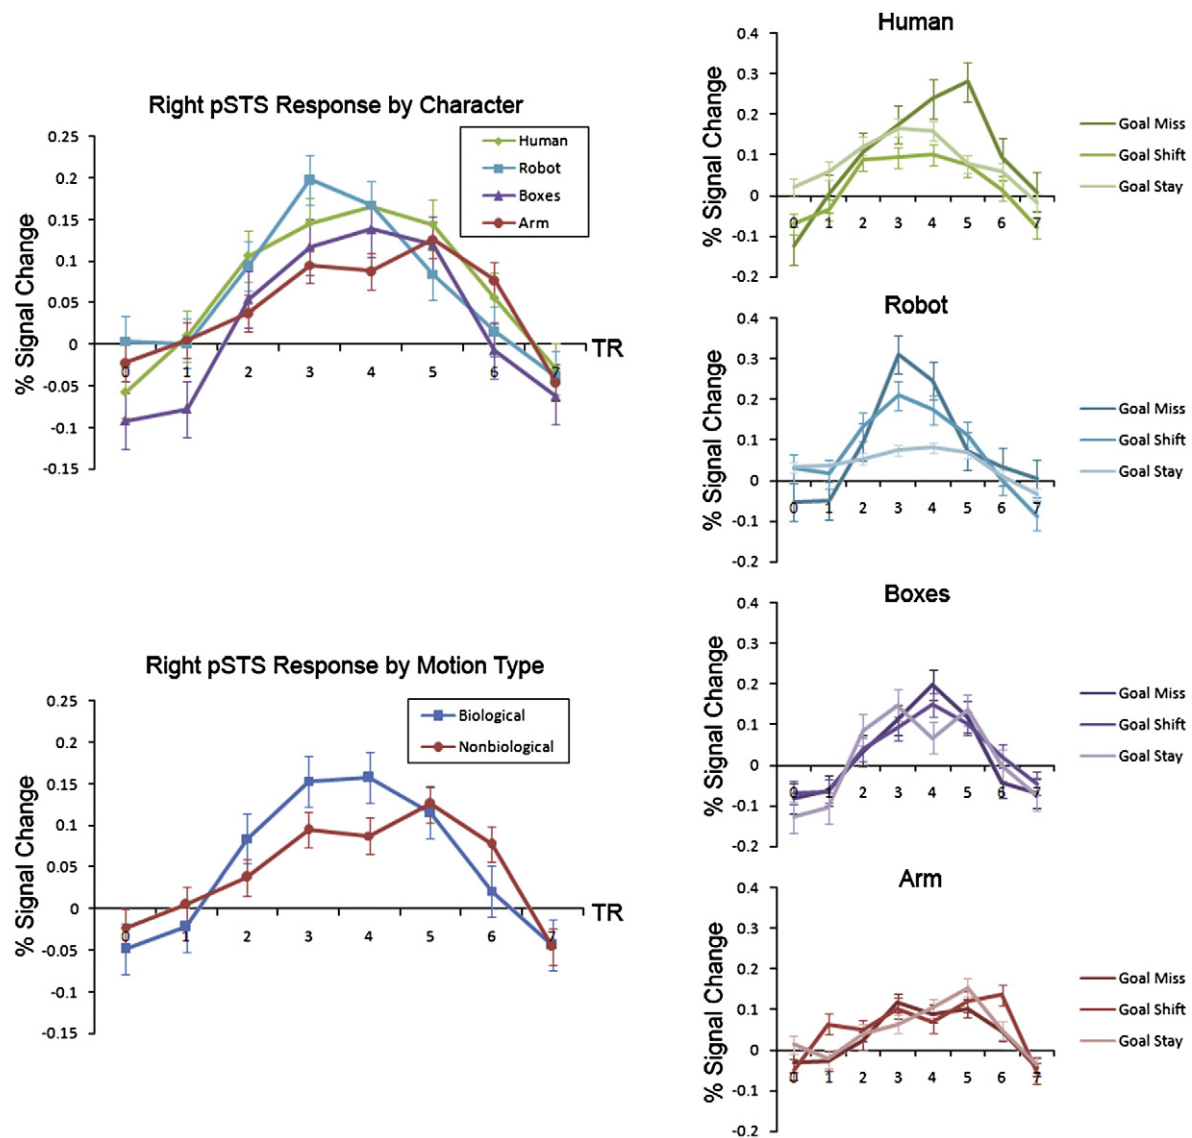 Right pSTS Response by Character
% Signal Change
0.25
0.2
0.15
0.1
0.05
0
-0.05
-0.1
-0.15
0 1 2 3 4 5 6 7
TR
Human
Robot
Boxes
Arm
Right pSTS Response by Motion Type
% Signal Change
0.25
0.2
0.15
0.1
0.05
0
-0.05
-0.1
-0.15
0 1 2 3 4 5 6 7
TR
Biological
Nonbiological
Human
% Signal Change
0.4
0.3
0.2
0.1
0
-0.1
-0.2
0 1 2 3 4 5 6 7
Goal Miss
Goal Shift
Goal Stay
Robot
% Signal Change
0.4
0.3
0.2
0.1
0
-0.1
-0.2
0 1 2 3 4 5 6 7
Goal Miss
Goal Shift
Goal Stay
Boxes
% Signal Change
0.4
0.3
0.2
0.1
0
-0.1
-0.2
0 1 2 3 4 5 6 7
Goal Miss
Goal Shift
Goal Stay
Arm
% Signal Change
0.4
0.3
0.2
0.1
0
-0.1
-0.2
0 1 2 3 4 5 6 7
Goal Miss
Goal Shift
Goal Stay